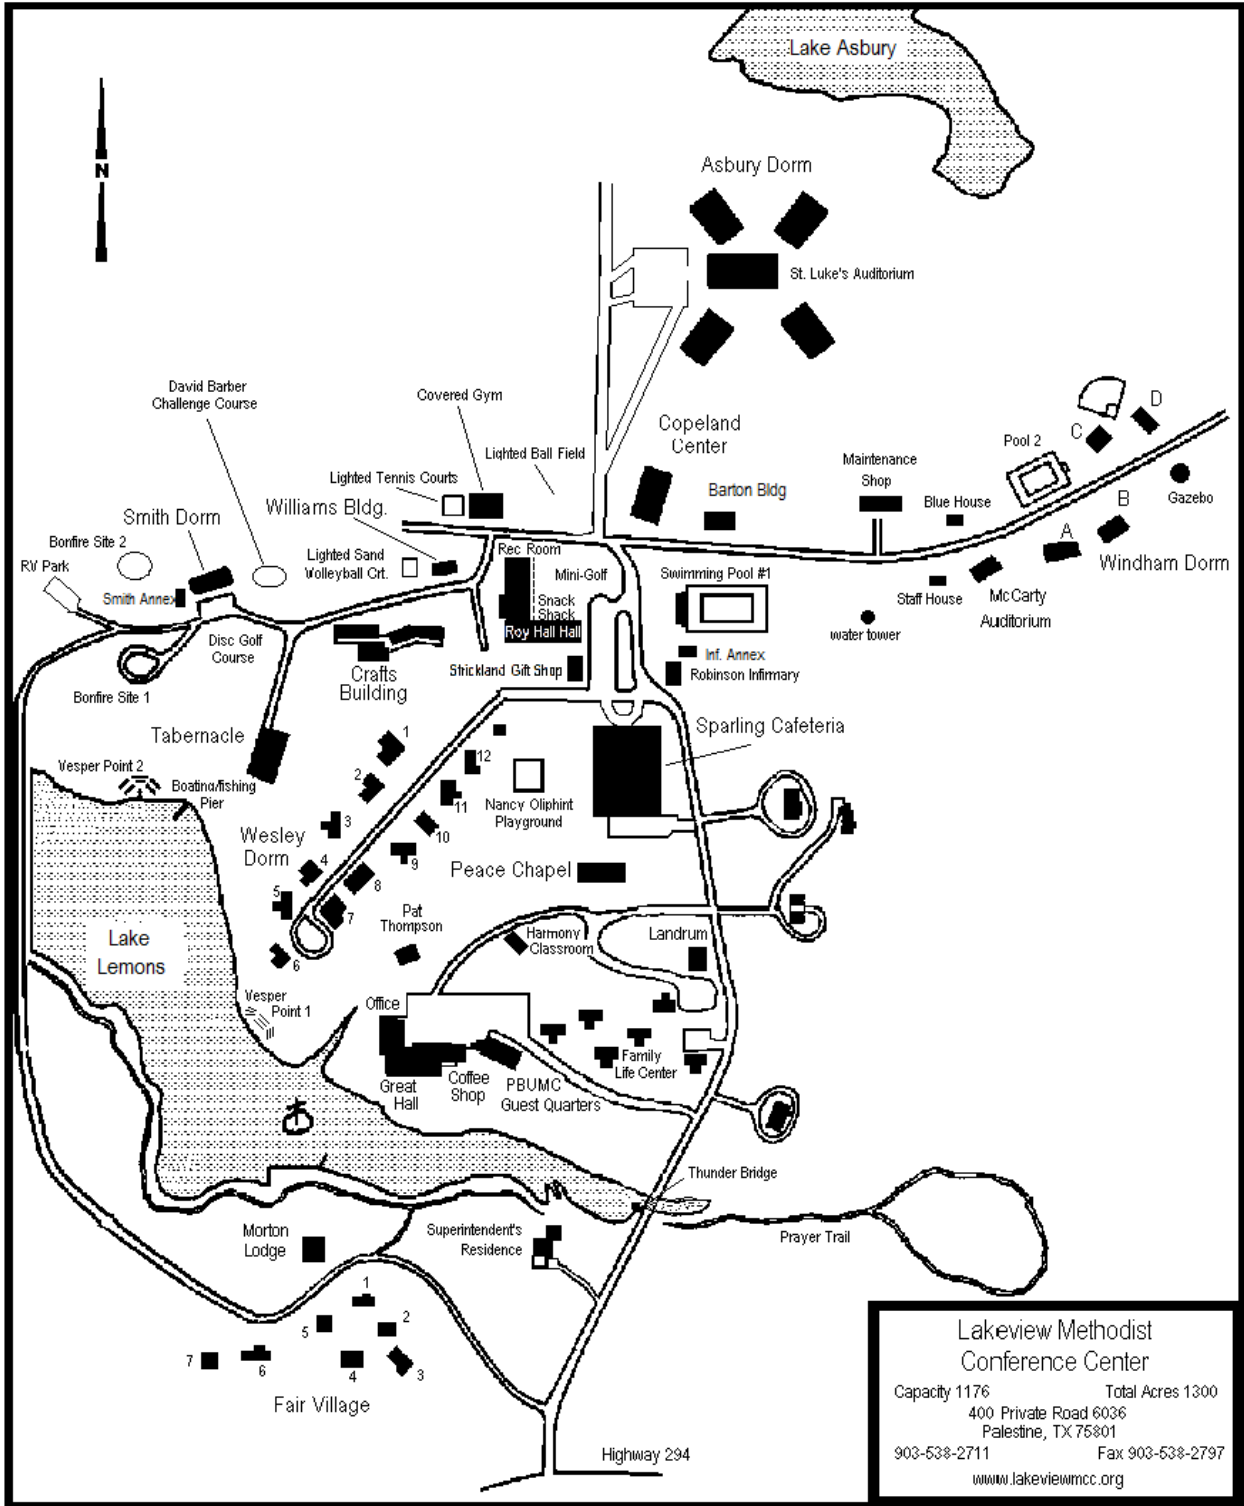 Lake Asbury
N
Asbury Dorm
St. Luke's Auditorium
David Barber
Challenge Course
Covered Gym
Copeland
Center
Lighted Ball Field
Lighted Tennis Courts
Williams Bldg.
Smith Dorm
Bonfire Site 2
RV Park
Smith Annex
Lighted Sand
Volleyball Crt.
Rec Room
Mini-Golf
Snack
Shack
Roy Hall Hall
Swimming Pool #1
Barton Bldg
Maintenance
Shop
Blue House
Pool 2
C
D
Gazebo
B
A
Windham Dorm
McCarty
Auditorium
Staff House
water tower
Inf. Annex
Robinson Infirmary
Strickland Gift Shop
Disc Golf
Course
Bonfire Site 1
Crafts
Building
Tabernacle
Sparling Cafeteria
Vesper Point 2
Boating/fishing
Pier
1
2
3
4
5
6
7
8
9
10
11
12
Nancy Oliphint
Playground
Wesley
Dorm
Peace Chapel
Pat
Thompson
Harmony
Classroom
Landrum
Lake
Lemons
Vesper
Point 1
Office
Great
Hall
Coffee
Shop
PBUMC
Guest Quarters
Family
Life Center
Thunder Bridge
Prayer Trail
Morton
Lodge
Superintendent's
Residence
1
2
3
4
5
6
7
Fair Village
Highway 294
Lakeview Methodist
Conference Center
Capacity 1176 Total Acres 1300
400 Private Road 6036
Palestine, TX 75801
903-538-2711 Fax 903-538-2797
www.lakeviewmcc.org